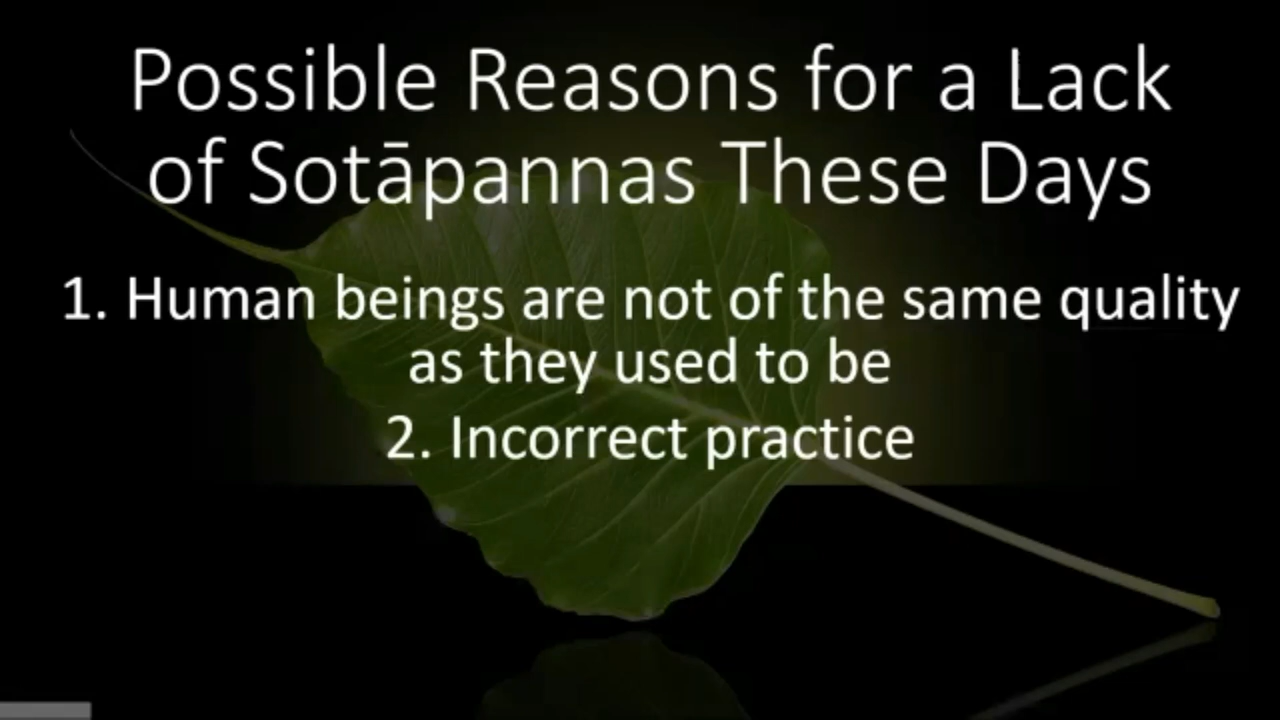 Possible Reasons for a Lack
of Sotāpannas These Days
1. Human beings are not of the same quality
as they used to be
2. Incorrect practice